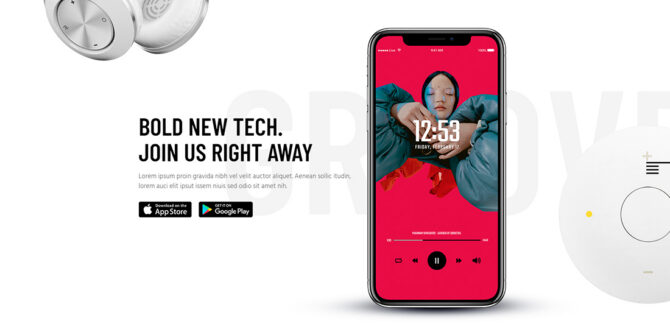 GROOVE
BOLD NEW TECH.
JOIN US RIGHT AWAY
Lorem ipsum proin gravida nibh vel velit auctor aliquet. Aenean sollic itudin,
lorem auci elit ipsut issem niuis sed odio sit amet nih.
Download on the
App Store
GET IT ON
Google Play
12:53
FRIDAY, FEBRUARY 17